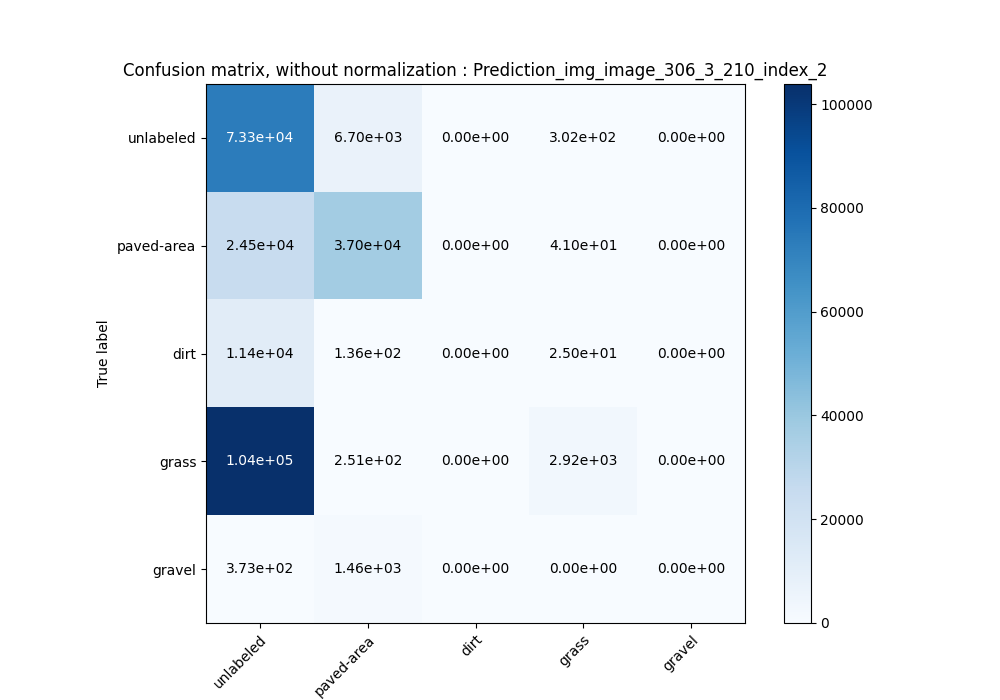 Confusion matrix, without normalization : Prediction_img_image_306_3_210_index_2
unlabeled 7.33e+04 6.70e+03 0.00e+00 3.02e+02 0.00e+00
paved-area 2.45e+04 3.70e+04 0.00e+00 4.10e+01 0.00e+00
dirt 1.14e+04 1.36e+02 0.00e+00 2.50e+01 0.00e+00
grass 1.04e+05 2.51e+02 0.00e+00 2.92e+03 0.00e+00
gravel 3.73e+02 1.46e+03 0.00e+00 0.00e+00 0.00e+00
True label
unlabeled paved-area dirt grass gravel
100000
80000
60000
40000
20000
0